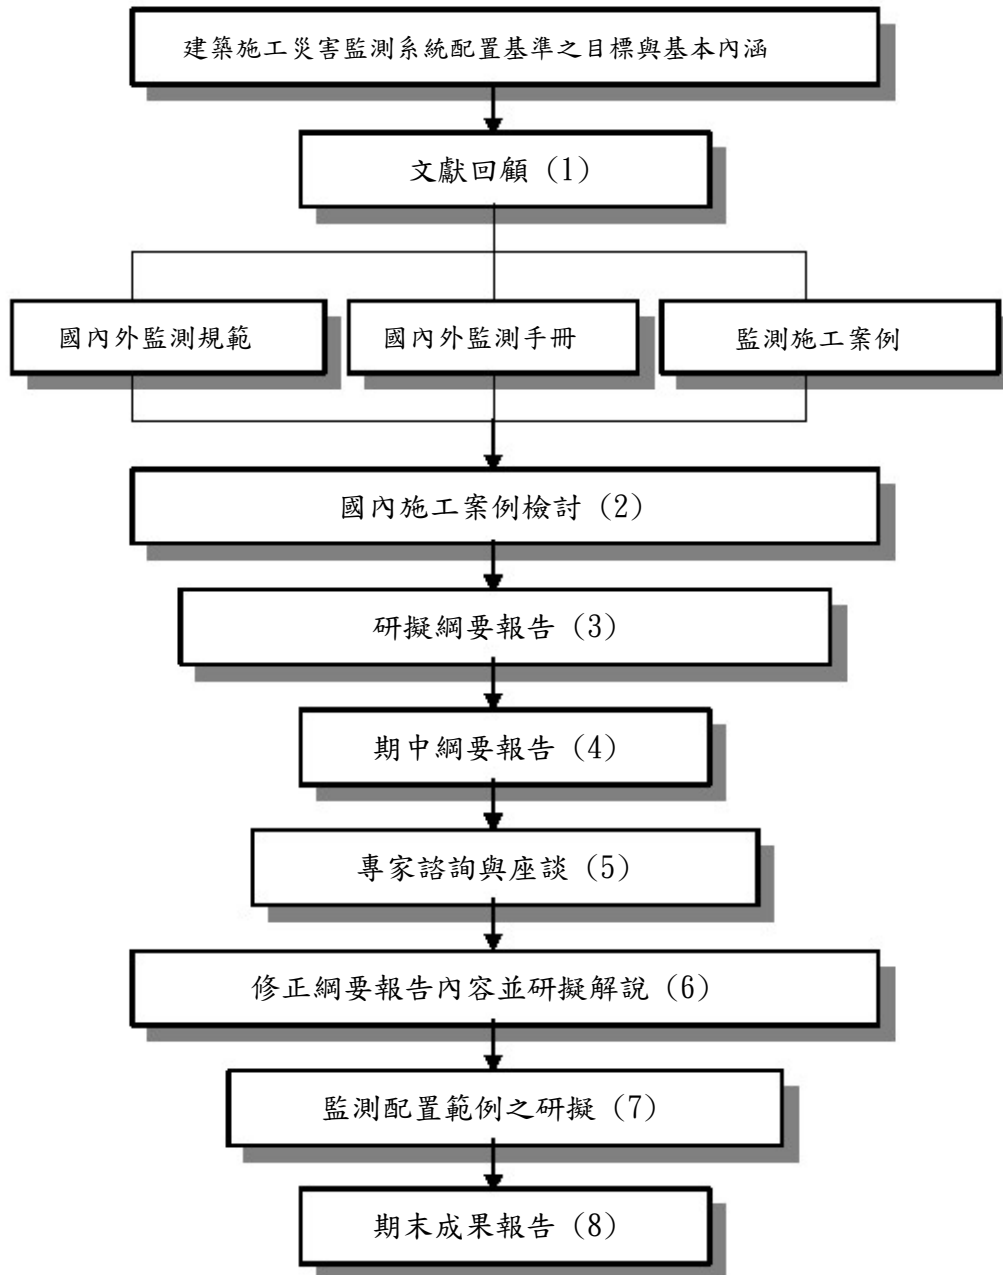 建築施工災害監測系統配置基準之目標與基本內涵
文獻回顧 (1)
國內外監測規範
國內外監測手冊
監測施工案例
國內施工案例檢討 (2)
研擬綱要報告 (3)
期中綱要報告 (4)
專家諮詢與座談 (5)
修正綱要報告內容並研擬解說 (6)
監測配置範例之研擬 (7)
期末成果報告 (8)